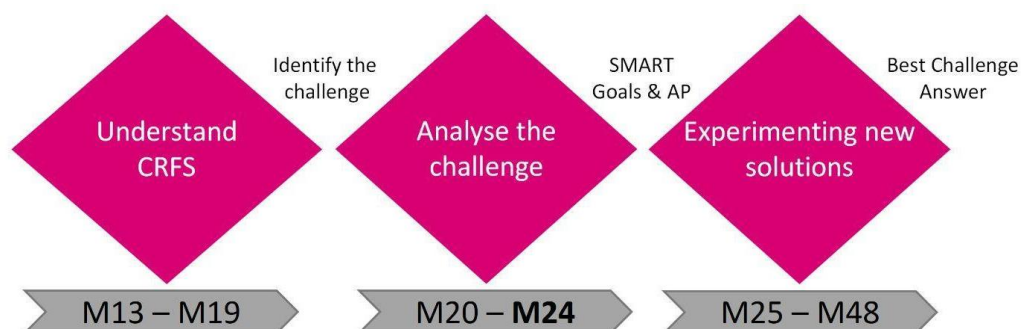 Understand
CRFS
Identify the
challenge
Analyse the
challenge
SMART
Goals & AP
Experimenting new
solutions
Best Challenge
Answer
M13 – M19
M20 – M24
M25 – M48